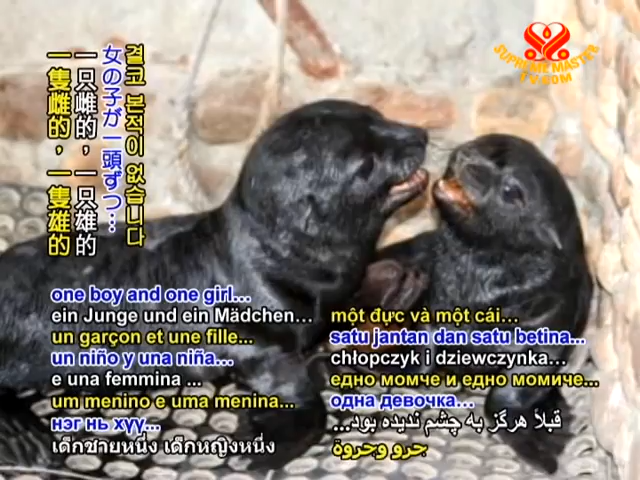 SUPREME MASTER
TV.COM
결코 본적이 없습니다
女の子が一頭ずつ…
一只雌的，一只雄的
一隻雌的，一隻雄的
one boy and one girl…
ein Junge und ein Mädchen…
un garçon et une fille...
un niño y una niña…
e una femmina ...
um menino e uma menina...
нэг нь хүү...
เด็กชายหนึ่ง เด็กหญิงหนึ่ง
một đực và một cái…
satu jantan dan satu betina...
chłopczyk i dziewczynka…
едно момче и едно момиче...
одна девочка…
قبلاً هرگز به چشم ندیده بود...
جرو وجروة